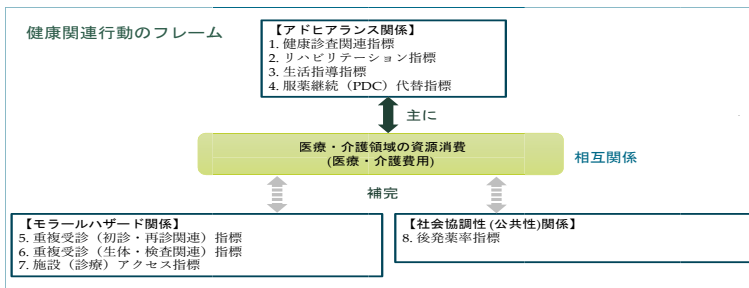 健康関連行動のフレーム
【アドヒアランス関係】
1. 健康診査関連指標
2. リハビリテーション指標
3. 生活指導指標
4. 服薬継続（PDC）代替指標
主に
医療・介護領域の資源消費
(医療・介護費用)
相互関係
補完
【モラールハザード関係】
5. 重複受診（初診・再診関連）指標
6. 重複受診（生体・検査関連）指標
7. 施設（診療）アクセス指標
【社会協調性 (公共性)関係】
8. 後発薬率指標